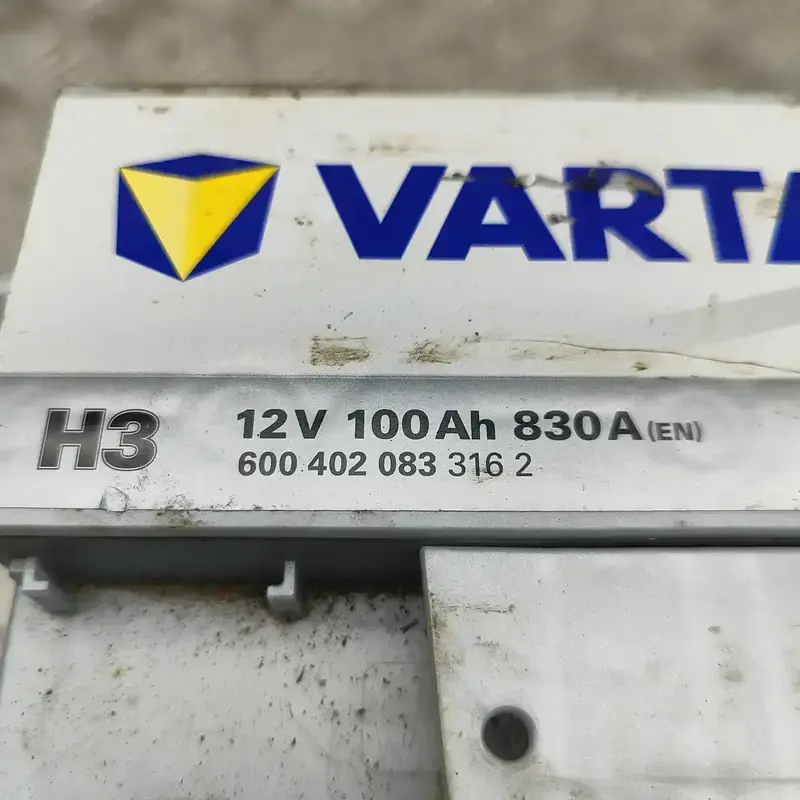 VARTA
H3
12V 100Ah 830A (EN)
600 402 083 316 2